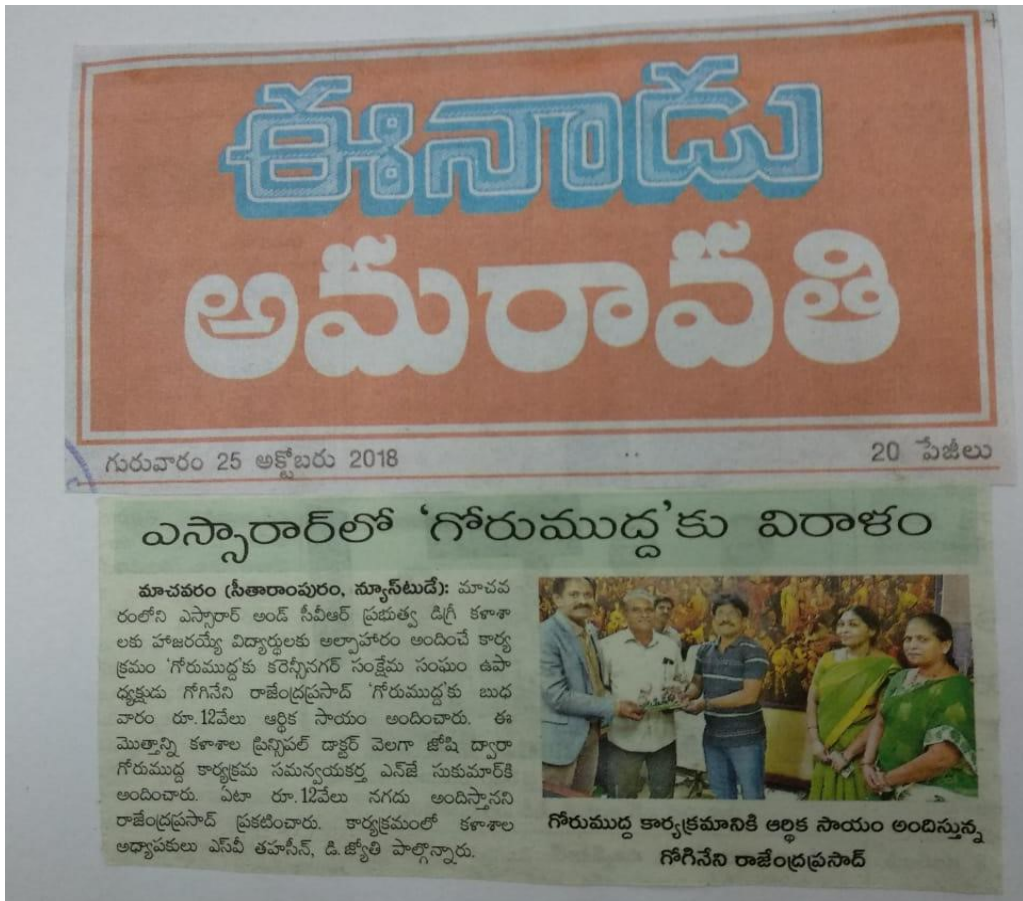 ఈనాడు
అమరావతి
గురువారం 25 అక్టోబరు 2018
20 పేజీలు
ఎస్సారార్‌లో ‘గోరుముద్ద’కు విరాళం
మాచవరం (సీతారాంపురం, న్యూస్‌టుడే): మాచవ
రంలోని ఎస్సారార్ అండ్ సీవీఆర్ ప్రభుత్వ డిగ్రీ కళాశా
లకు హాజరయ్యే విద్యార్థులకు అల్పాహారం అందించే కార్య
క్రమం ‘గోరుముద్ద’కు కరెన్సీనగర్ సంక్షేమ సంఘం ఉపా
ధ్యక్షుడు గోగినేని రాజేంద్రప్రసాద్ ‘గోరుముద్ద’కు బుధ
వారం రూ.12వేలు ఆర్థిక సాయం అందించారు. ఈ
మొత్తాన్ని కళాశాల ప్రిన్సిపల్ డాక్టర్ వెలగా జోషి ద్వారా
గోరుముద్ద కార్యక్రమ సమన్వయకర్త ఎన్‌జే సుకుమార్‌కి
అందించారు. ఏటా రూ.12వేలు నగదు అందిస్తానని
రాజేంద్రప్రసాద్ ప్రకటించారు. కార్యక్రమంలో కళాశాల
అధ్యాపకులు ఎస్‌వీ తహసీన్, డి.జ్యోతి పాల్గొన్నారు.
గోరుముద్ద కార్యక్రమానికి ఆర్థిక సాయం అందిస్తున్న
గోగినేని రాజేంద్రప్రసాద్